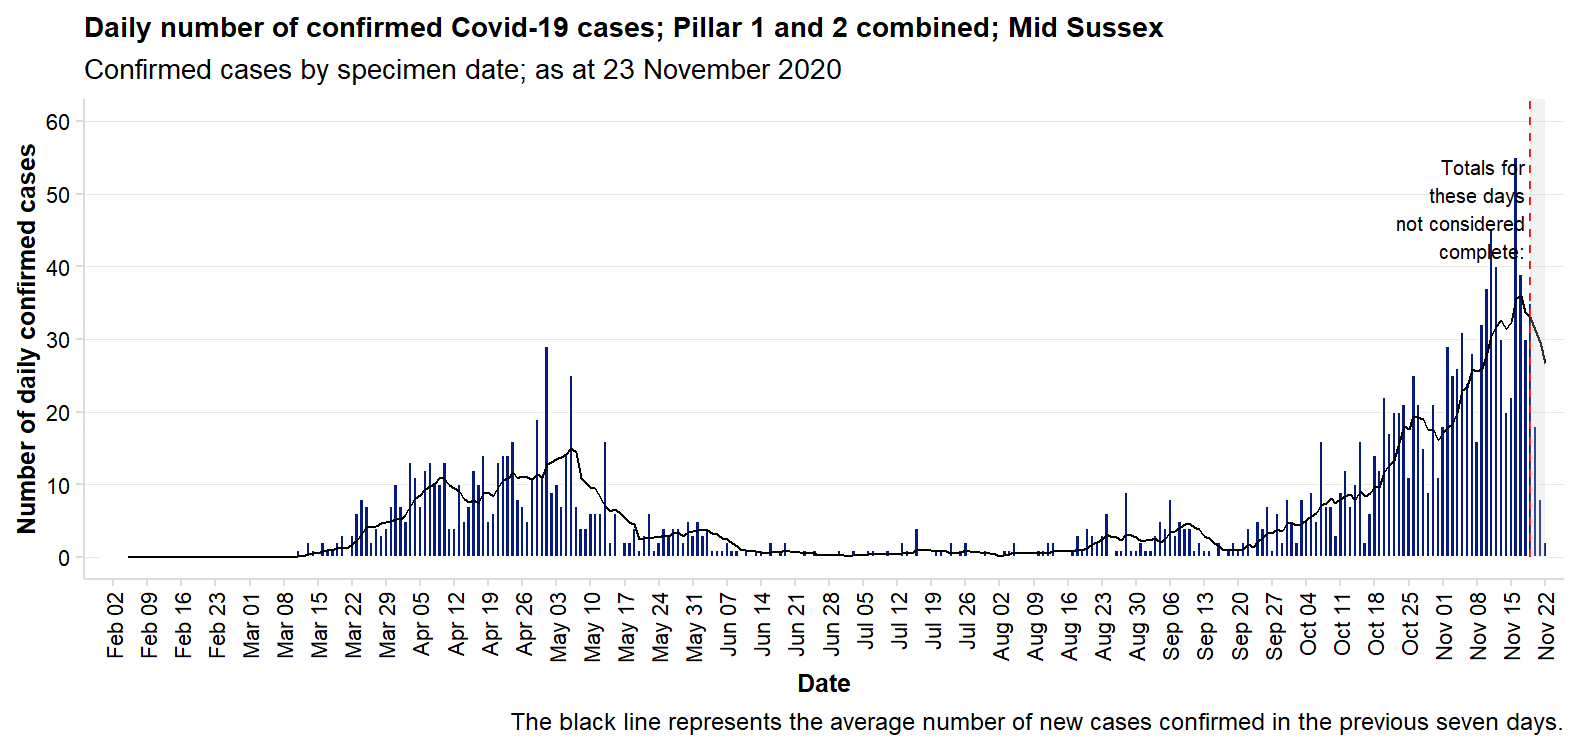 Daily number of confirmed Covid-19 cases; Pillar 1 and 2 combined; Mid Sussex
Confirmed cases by specimen date; as at 23 November 2020
Number of daily confirmed cases
60
50
40
30
20
10
0
Totals for
these days
not considered
complete:
Feb 02
Feb 09
Feb 16
Feb 23
Mar 01
Mar 08
Mar 15
Mar 22
Mar 29
Apr 05
Apr 12
Apr 19
Apr 26
May 03
May 10
May 17
May 24
May 31
Jun 07
Jun 14
Jun 21
Jun 28
Jul 05
Jul 12
Jul 19
Jul 26
Aug 02
Aug 09
Aug 16
Aug 23
Aug 30
Sep 06
Sep 13
Sep 20
Sep 27
Oct 04
Oct 11
Oct 18
Oct 25
Nov 01
Nov 08
Nov 15
Nov 22
Date
The black line represents the average number of new cases confirmed in the previous seven days.